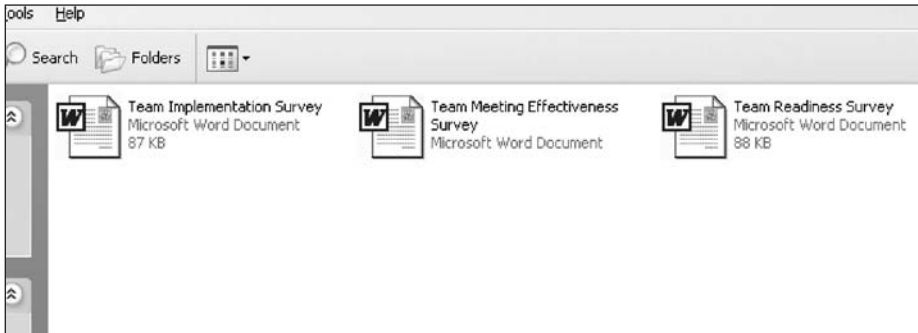 Help
Search Folders
Team Implementation Survey
Microsoft Word Document
87 KB
Team Meeting Effectiveness
Survey
Microsoft Word Document
Team Readiness Survey
Microsoft Word Document
88 KB